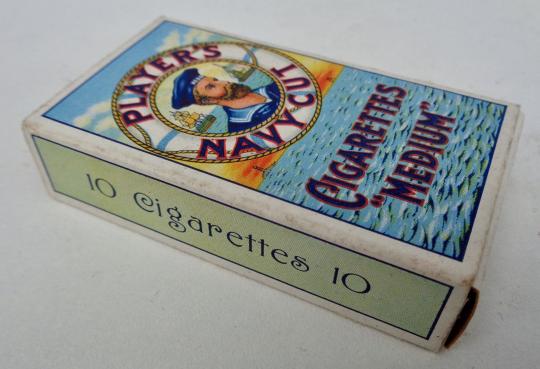 PLAYER'S
NAVY CUT
CIGARETTES
"MEDIUM"
10 Cigarettes 10